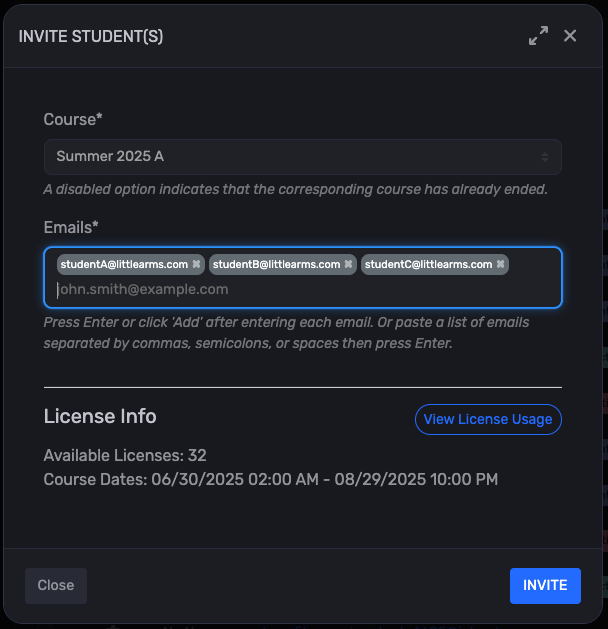 INVITE STUDENT(S)
Course*
Summer 2025 A
A disabled option indicates that the corresponding course has already ended.
Emails*
studentA@littlearms.com studentB@littlearms.com studentC@littlearms.com
john.smith@example.com
Press Enter or click 'Add' after entering each email. Or paste a list of emails
separated by commas, semicolons, or spaces then press Enter.
License Info
View License Usage
Available Licenses: 32
Course Dates: 06/30/2025 02:00 AM - 08/29/2025 10:00 PM
Close
INVITE